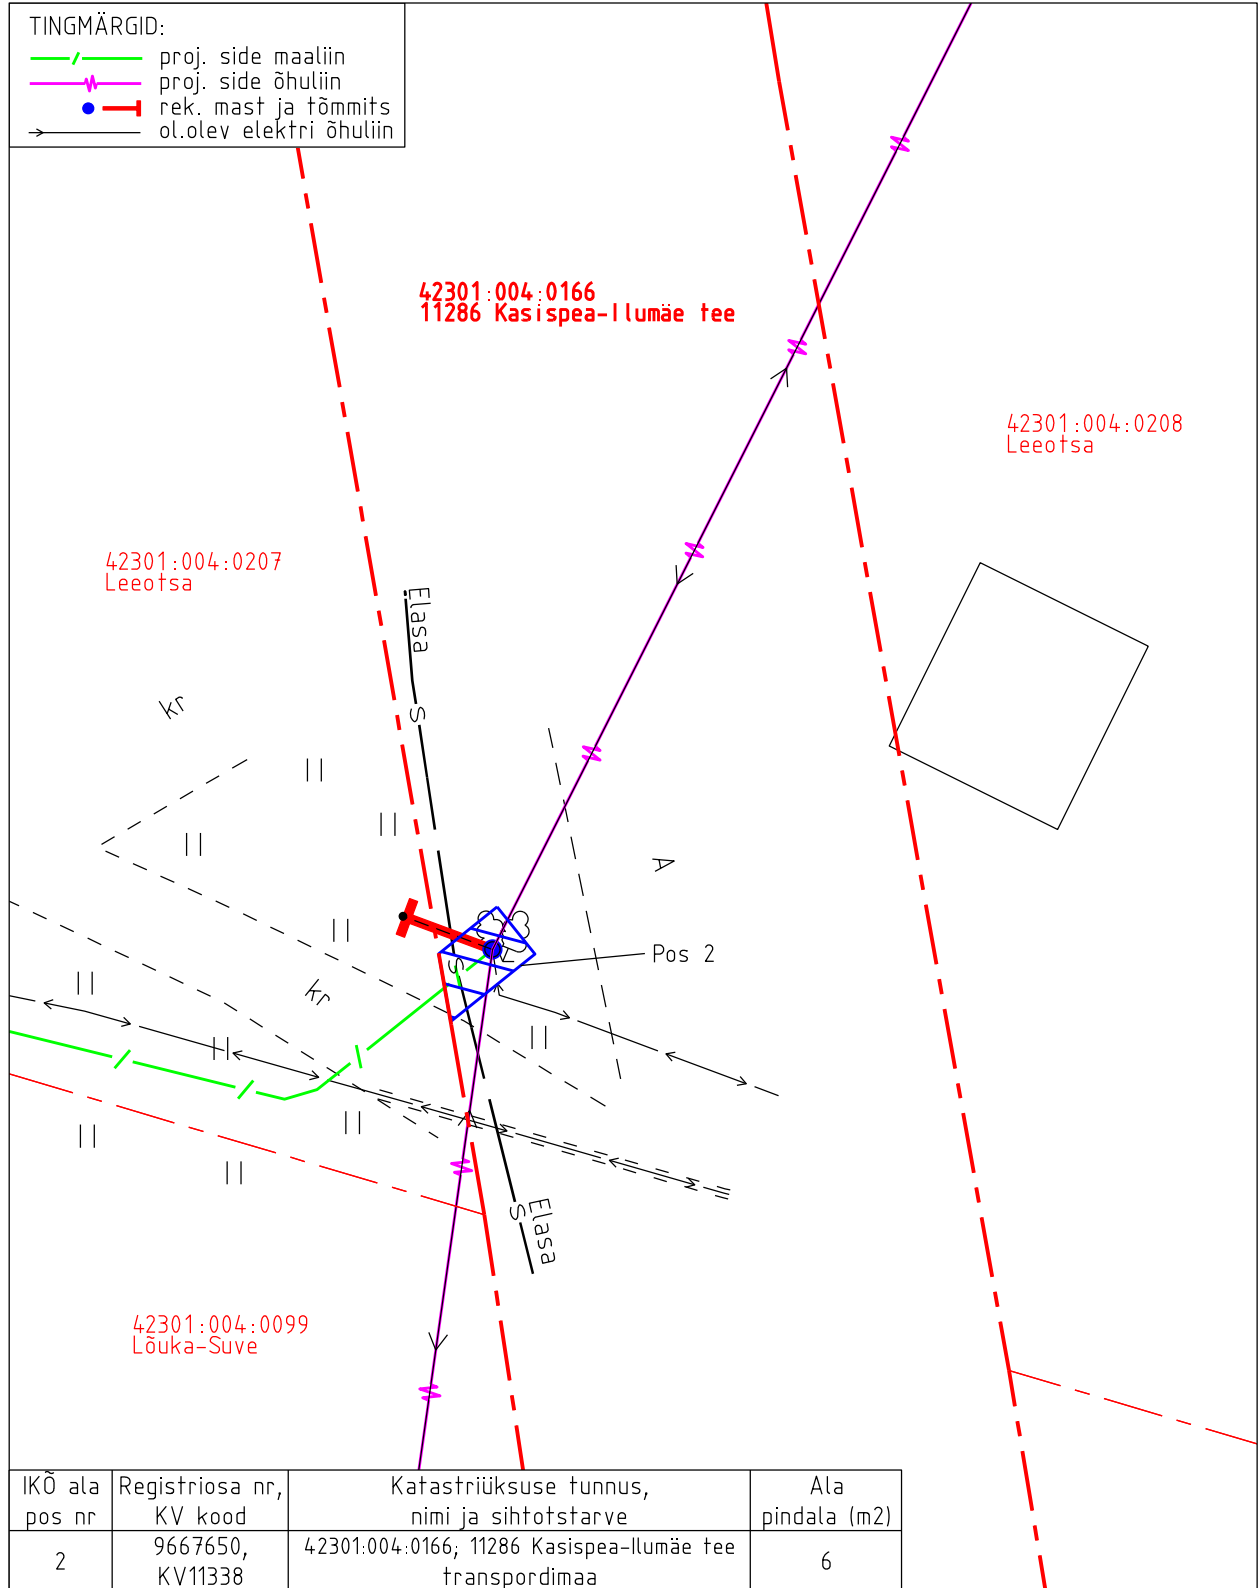 TINGMÄRGID:
proj. side maaliin
proj. side õhuliin
rek. mast ja tõmmits
ol.olev elektri õhuliin
42301:004:0166
11286 Kasispea-Ilumäe tee
42301:004:0208
Leeotsa
42301:004:0207
Leeotsa
Elasa
kr
S
A
Pos 2
S
kr
S
Elasa
42301:004:0099
Lõuka-Suve
IKÕ ala pos nr
Registriosa nr, KV kood
Katastriüksuse tunnus, nimi ja sihtotstarve
Ala pindala (m2)
2
9667650, KV11338
42301:004:0166; 11286 Kasispea-Ilumäe tee transpordimaa
6